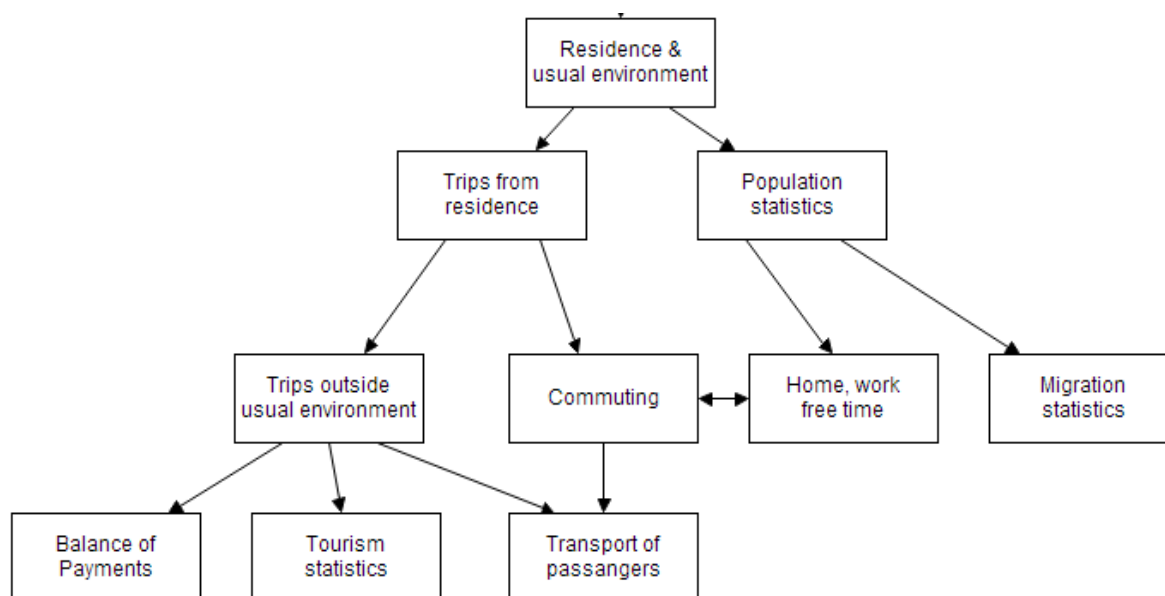 Residence &
usual environment
Trips from
residence
Population
statistics
Trips outside
usual environment
Commuting
Home, work
free time
Migration
statistics
Balance of
Payments
Tourism
statistics
Transport of
passangers